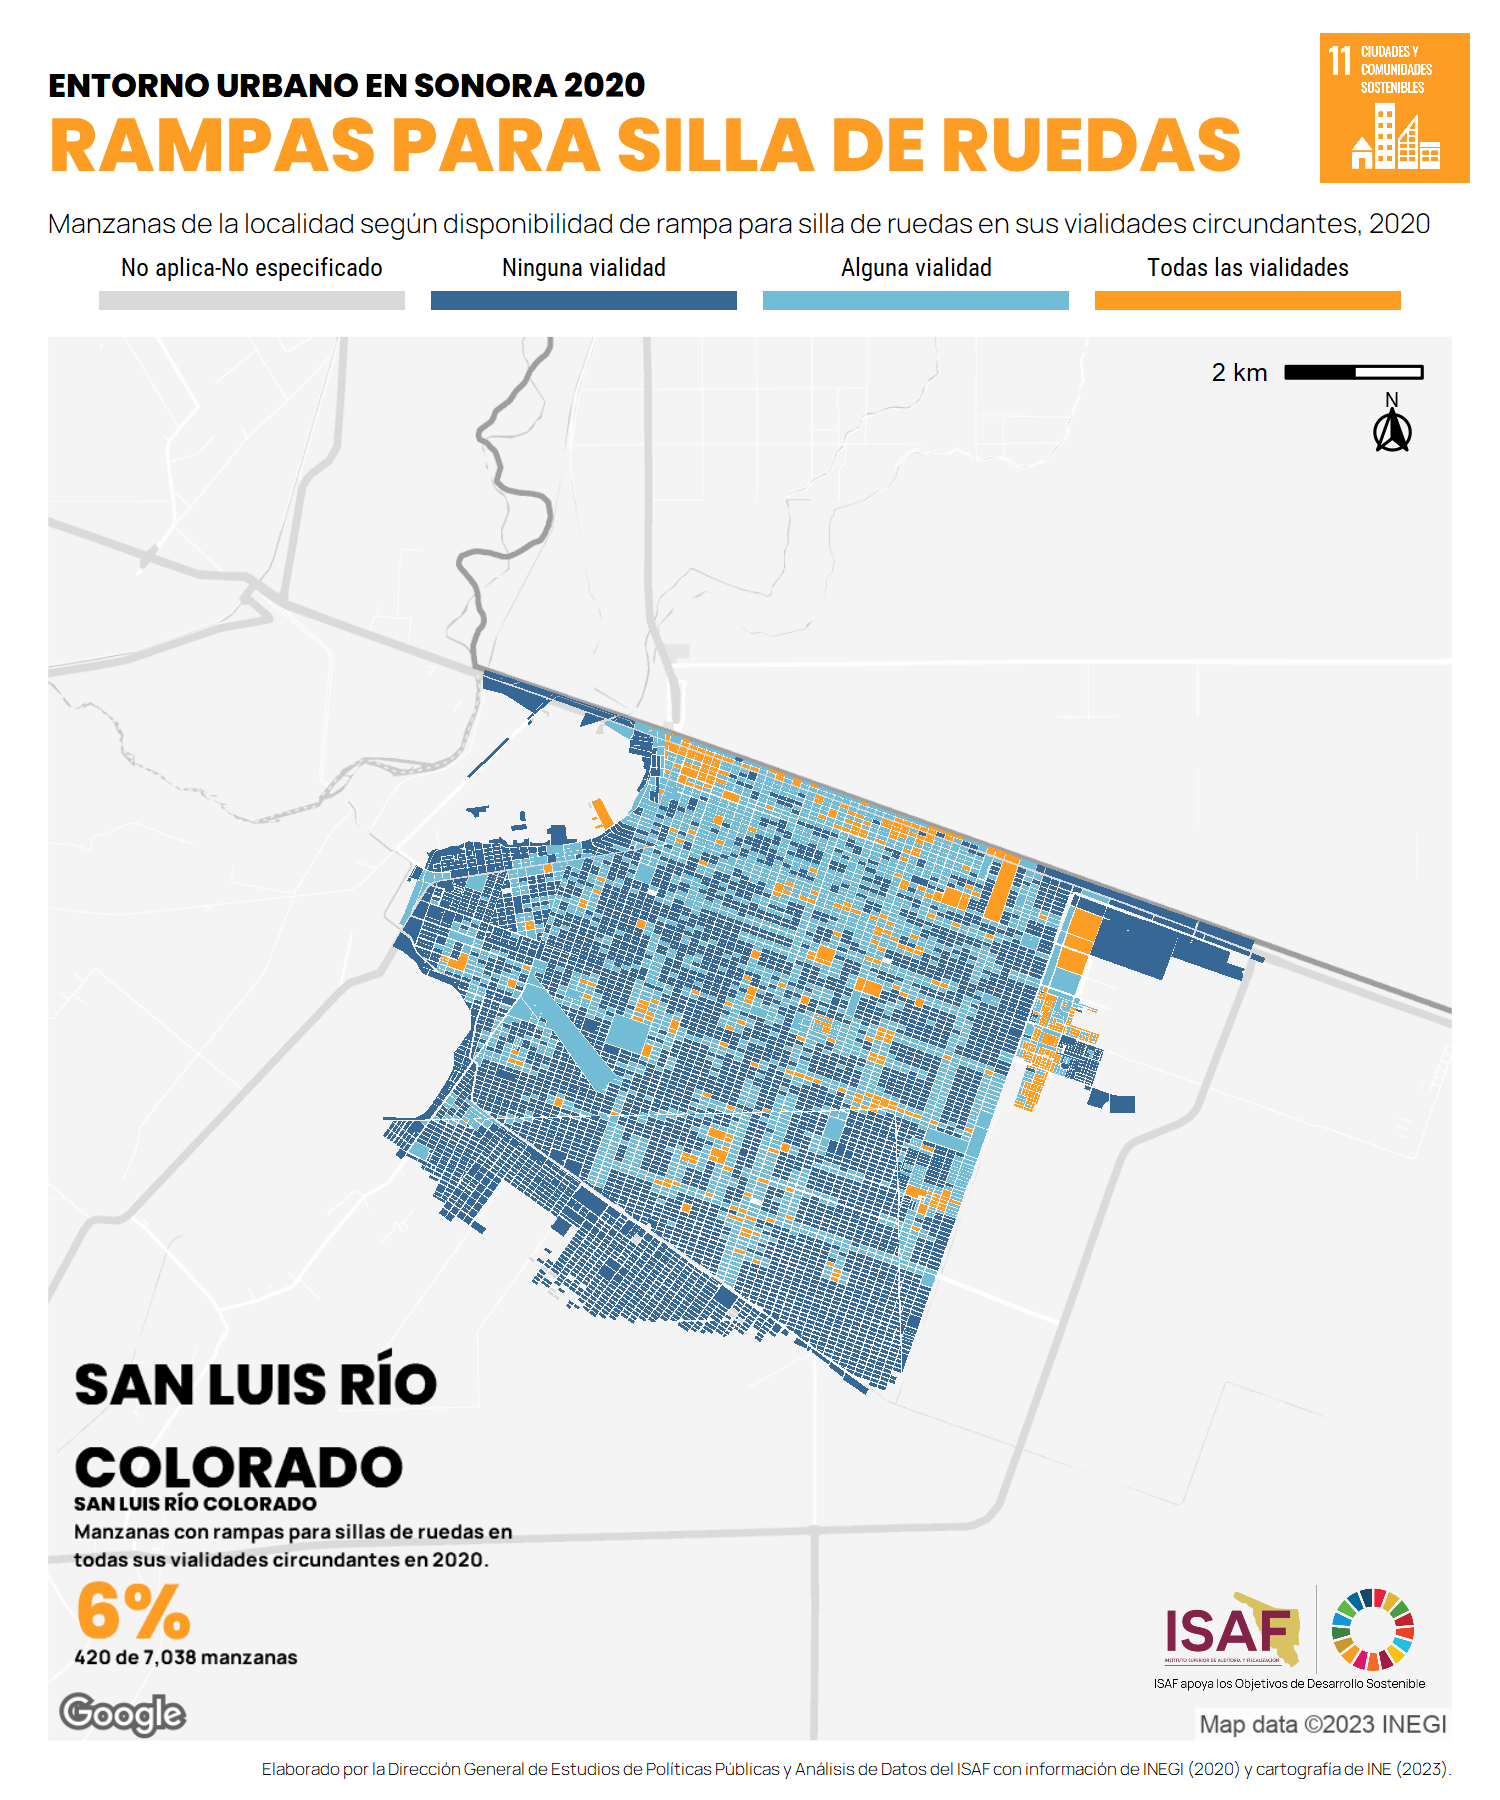 11 CIUDADES Y
COMUNIDADES
SOSTENIBLES
ENTORNO URBANO EN SONORA 2020
RAMPAS PARA SILLA DE RUEDAS
Manzanas de la localidad según disponibilidad de rampa para silla de ruedas en sus vialidades circundantes, 2020
No aplica-No especificado
Ninguna vialidad
Alguna vialidad
Todas las vialidades
2 km
N
SAN LUIS RÍO
COLORADO
SAN LUIS RÍO COLORADO
Manzanas con rampas para sillas de ruedas en
todas sus vialidades circundantes en 2020.
6%
420 de 7,038 manzanas
Google
ISAF
INSTITUTO SUPERIOR DE AUDITORÍA Y FISCALIZACIÓN
ISAF apoya los Objetivos de Desarrollo Sostenible
Map data ©2023 INEGI
Elaborado por la Dirección General de Estudios de Políticas Públicas y Análisis de Datos del ISAF con información de INEGI (2020) y cartografía de INE (2023).